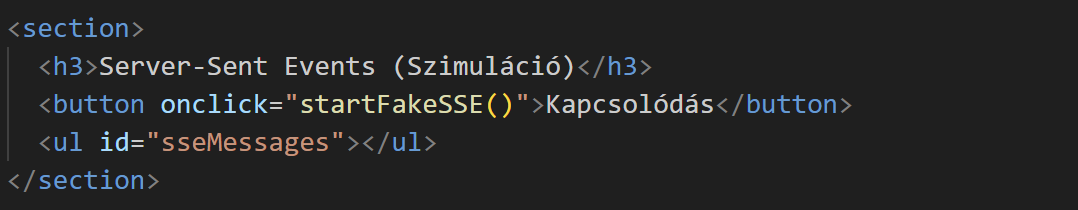 <section>
<h3>Server-Sent Events (Szimuláció)</h3>
<button onclick="startFakeSSE()">Kapcsolódás</button>
<ul id="sseMessages"></ul>
</section>